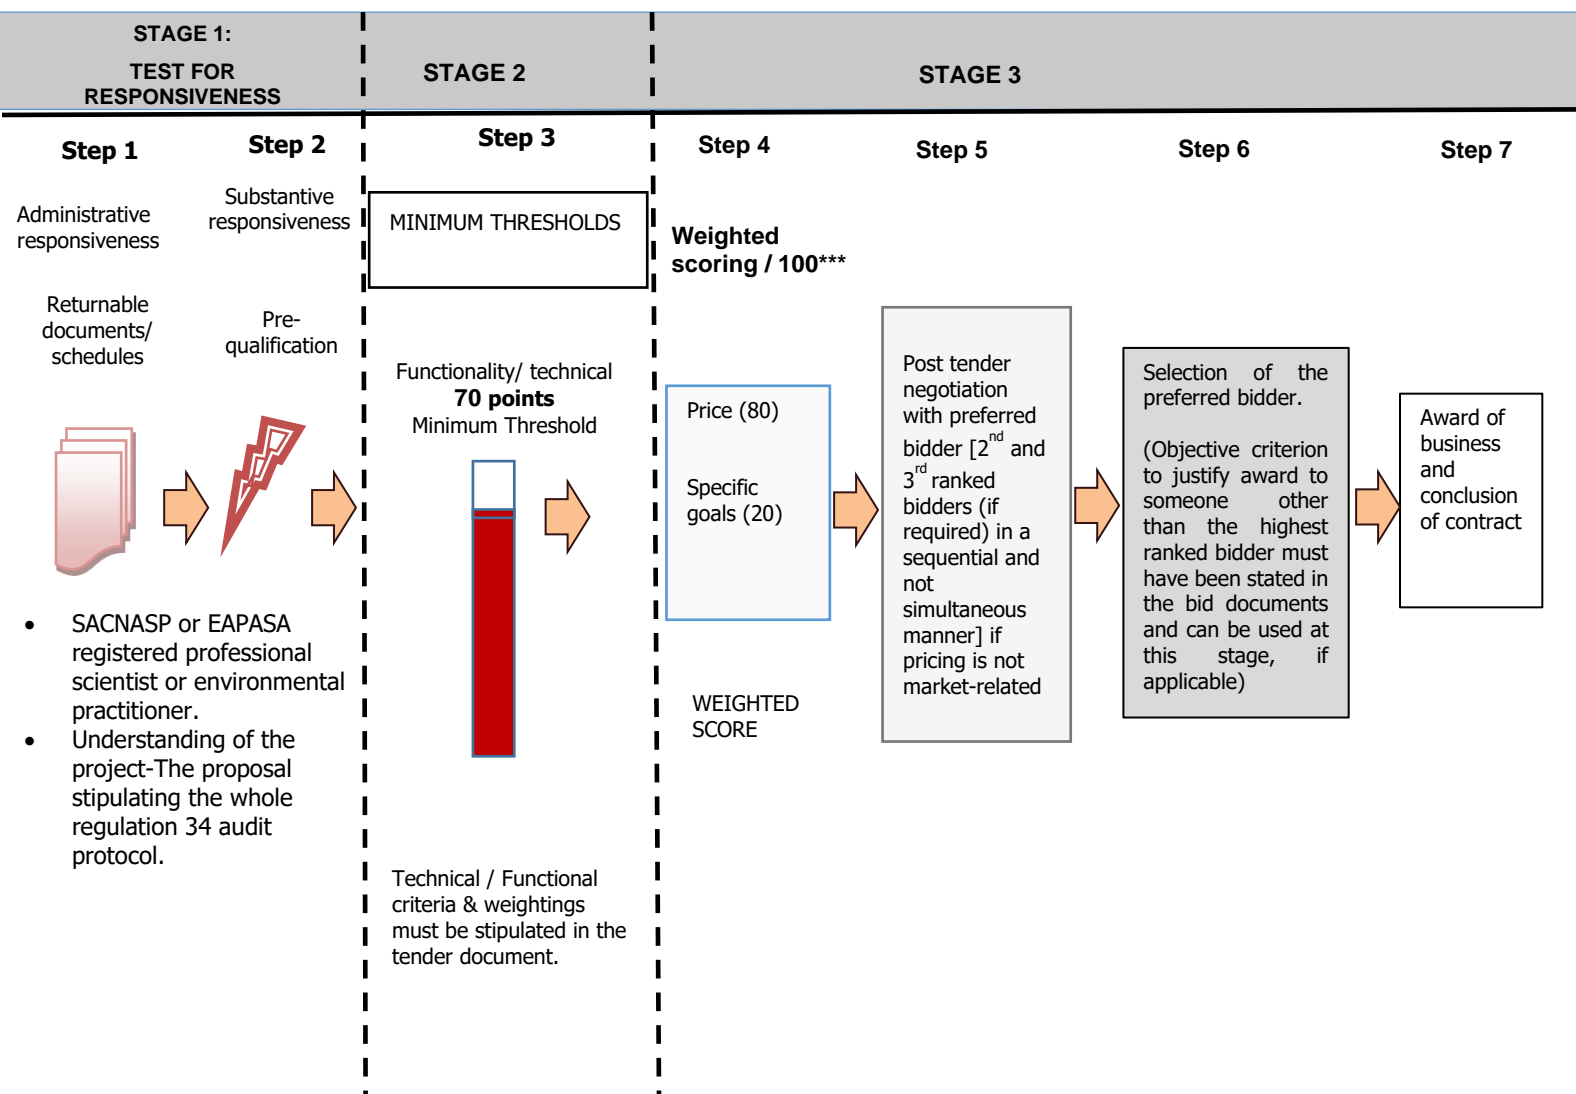 STAGE 1:
TEST FOR
RESPONSIVENESS
STAGE 2
STAGE 3
Step 1
Step 2
Step 3
Step 4
Step 5
Step 6
Step 7
Administrative
responsiveness
Substantive
responsiveness
MINIMUM THRESHOLDS
Weighted
scoring / 100***
Returnable
documents/
schedules
Pre-
qualification
Functionality/ technical
70 points
Minimum Threshold
Price (80)
Specific
goals (20)
Post tender
negotiation
with preferred
bidder [2nd and
3rd ranked
bidders (if
required) in a
sequential and
not
simultaneous
manner] if
pricing is not
market-related
Selection of the
preferred bidder.
(Objective criterion
to justify award to
someone other
than the highest
ranked bidder must
have been stated in
the bid documents
and can be used at
this stage, if
applicable)
Award of
business
and
conclusion
of contract
• SACNASP or EAPASA
registered professional
scientist or environmental
practitioner.
• Understanding of the
project-The proposal
stipulating the whole
regulation 34 audit
protocol.
WEIGHTED
SCORE
Technical / Functional
criteria & weightings
must be stipulated in the
tender document.